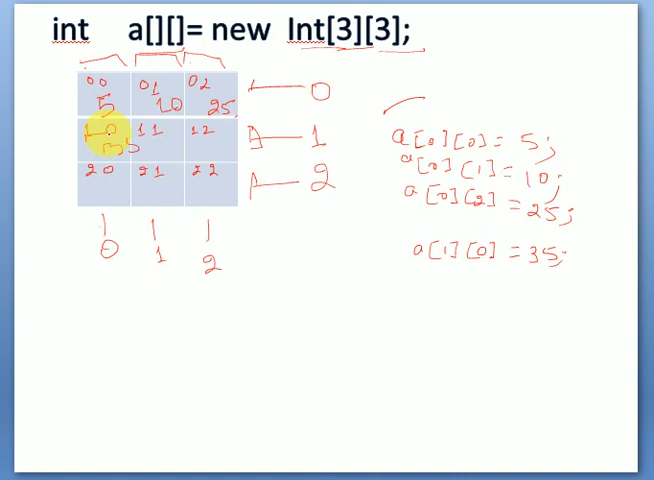 int a[][]= new Int[3][3];
00 01 02
5 10 25 0
10 11 12 1
35
20 21 22 2
0 1 2
a[0][0]= 5;
a[0][1]= 10;
a[0][2] = 25;
a[1][0] = 35;